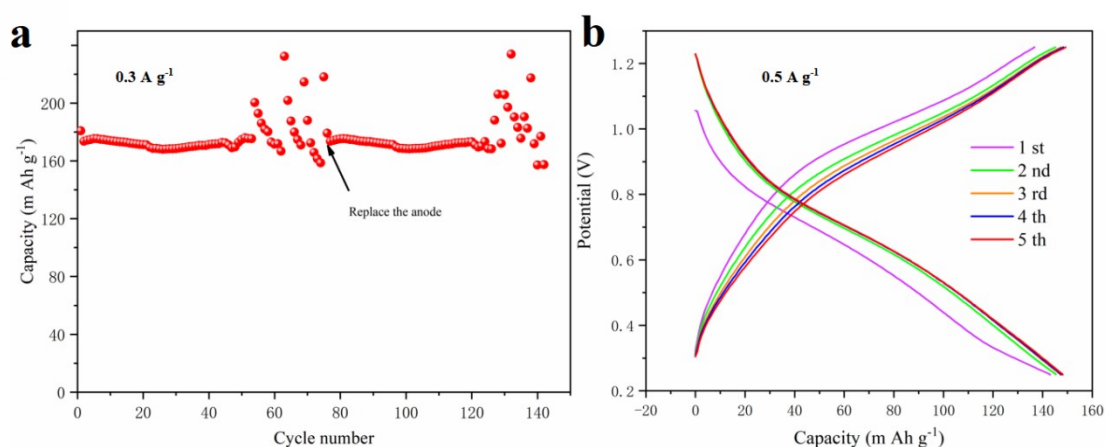 a
0.3 A g⁻¹
Replace the anode
Capacity (m Ah g⁻¹)
200
160
120
80
40
0
0 20 40 60 80 100 120 140
Cycle number
b
0.5 A g⁻¹
1 st
2 nd
3 rd
4 th
5 th
Potential (V)
1.2
1.0
0.8
0.6
0.4
0.2
−20 0 20 40 60 80 100 120 140 160
Capacity (m Ah g⁻¹)